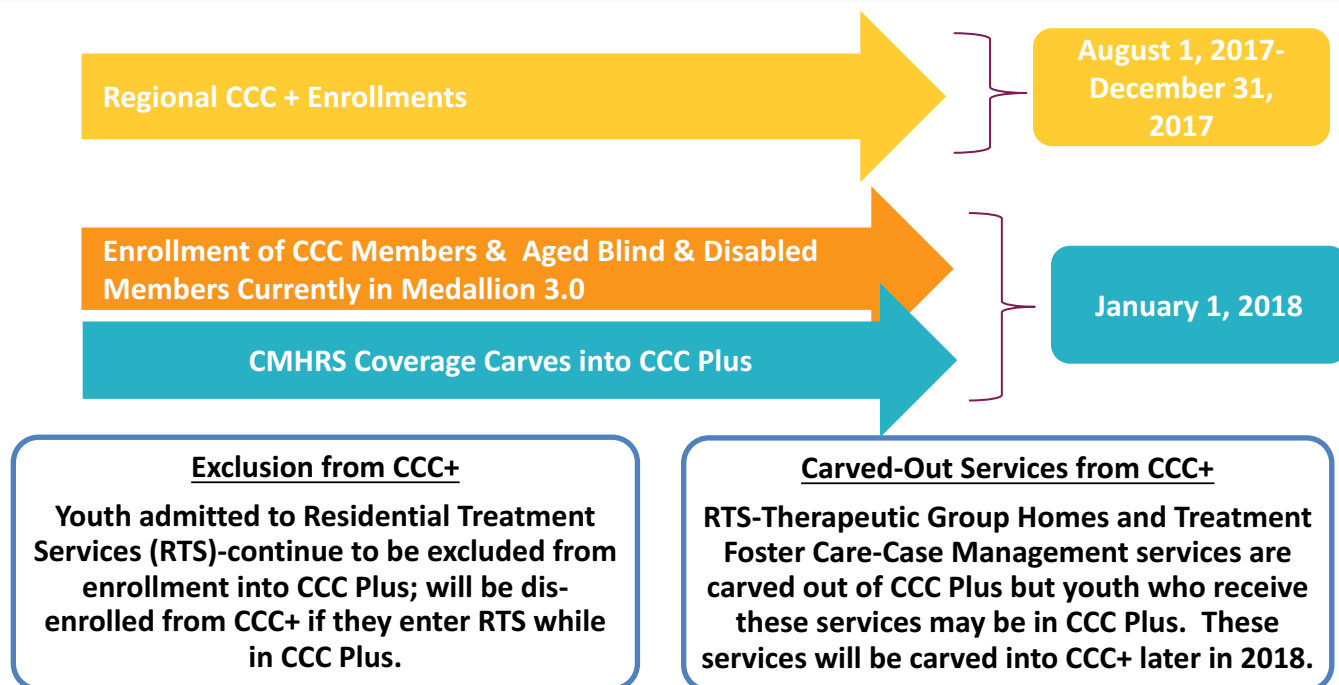 Regional CCC + Enrollments
August 1, 2017-
December 31,
2017
Enrollment of CCC Members &  Aged Blind & Disabled
Members Currently in Medallion 3.0
CMHRS Coverage Carves into CCC Plus
January 1, 2018
Exclusion from CCC+
Youth admitted to Residential Treatment
Services (RTS)-continue to be excluded from
enrollment into CCC Plus; will be dis-
enrolled from CCC+ if they enter RTS while
in CCC Plus.
Carved-Out Services from CCC+
RTS-Therapeutic Group Homes and Treatment
Foster Care-Case Management services are
carved out of CCC Plus but youth who receive
these services may be in CCC Plus.  These
services will be carved into CCC+ later in 2018.